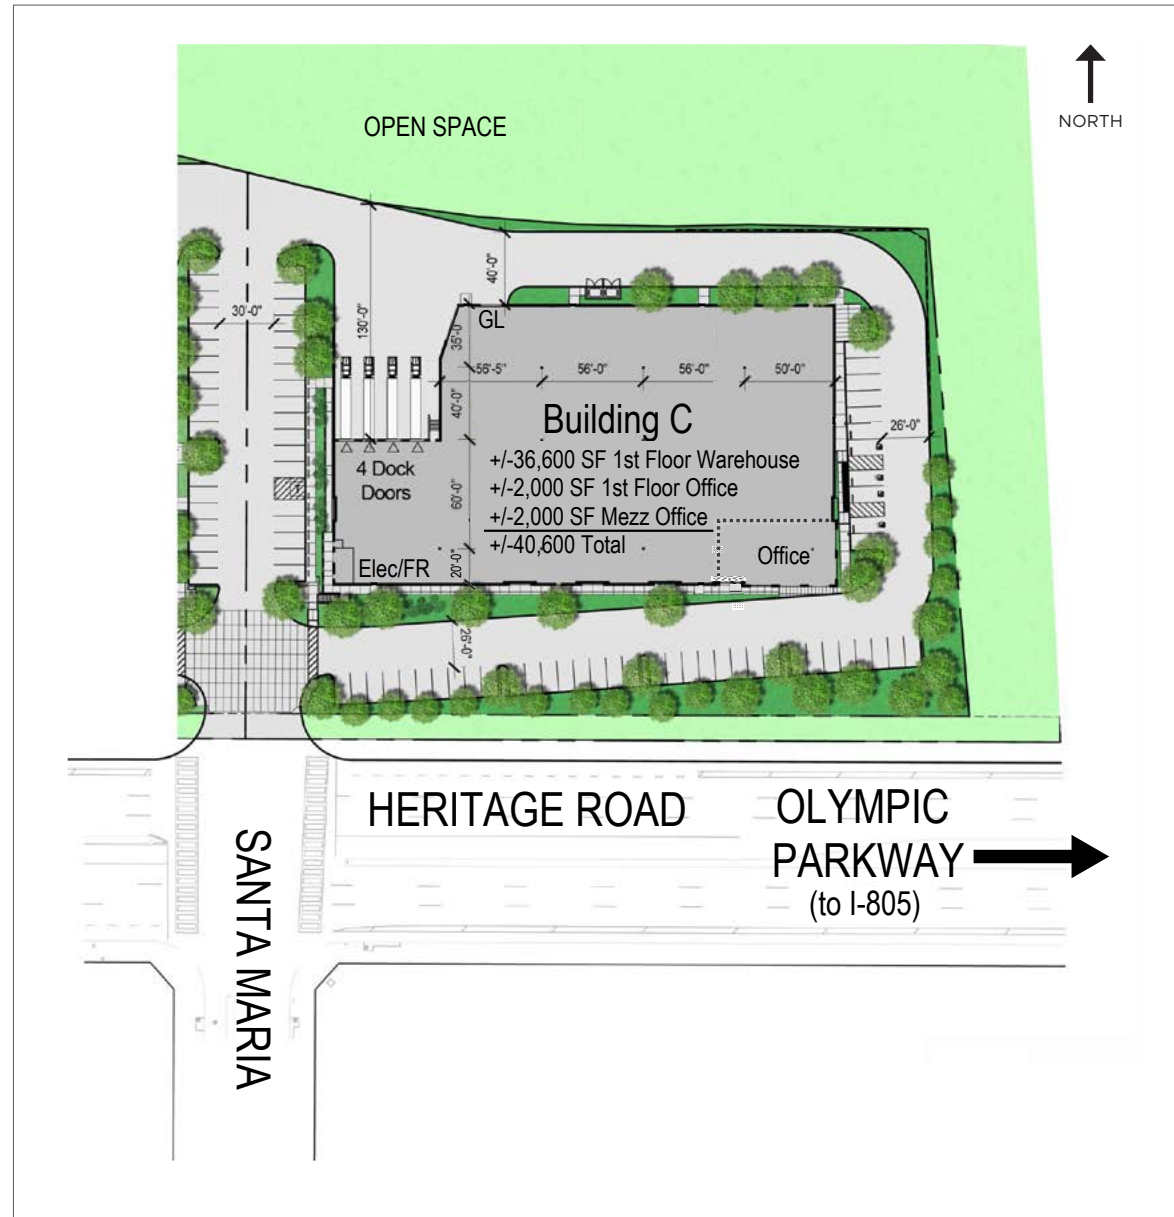 NORTH
OPEN SPACE
40'-0"
30'-0"
130'-0"
GL
35'-0
56'-5"
56'-0"
56'-0"
50'-0"
40'-0"
Building C
26'-0"
+/-36,600 SF 1st Floor Warehouse
4 Dock
Doors
+/-2,000 SF 1st Floor Office
60'-0"
+/-2,000 SF Mezz Office
+/-40,600 Total
Office
Elec/FR
20'-0"
26'-0"
HERITAGE ROAD
OLYMPIC
PARKWAY
(to I-805)
SANTA MARIA